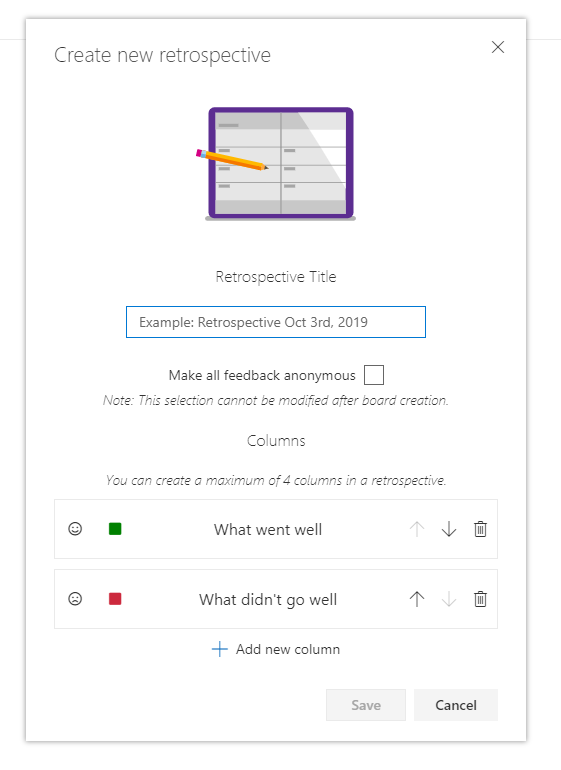 Create new retrospective
Retrospective Title
Example: Retrospective Oct 3rd, 2019
Make all feedback anonymous
Note: This selection cannot be modified after board creation.
Columns
You can create a maximum of 4 columns in a retrospective.
What went well
What didn't go well
Add new column
Save Cancel